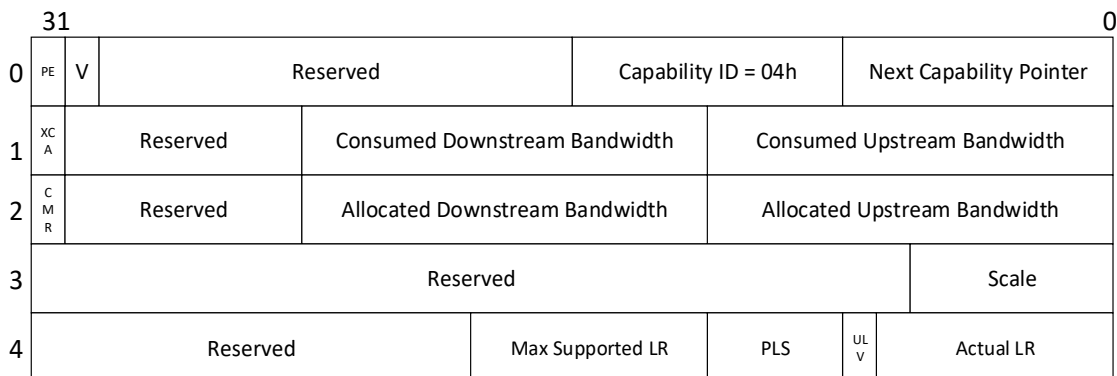 31 0
0 PE V Reserved Capability ID = 04h Next Capability Pointer
1 XC A Reserved Consumed Downstream Bandwidth Consumed Upstream Bandwidth
2 C M R Reserved Allocated Downstream Bandwidth Allocated Upstream Bandwidth
3 Reserved Scale
4 Reserved Max Supported LR PLS UL V Actual LR